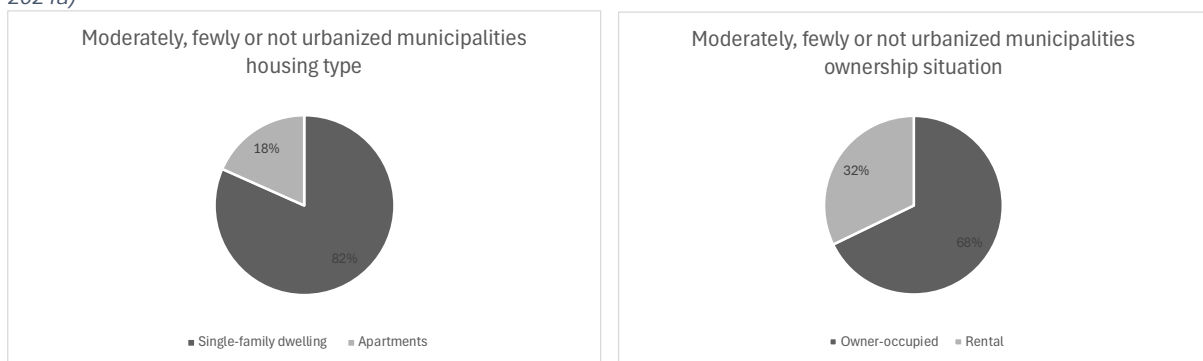 2024a)
Moderately, fewly or not urbanized municipalities
housing type
18%
82%
Single-family dwelling Apartments
Moderately, fewly or not urbanized municipalities
ownership situation
32%
68%
Owner-occupied Rental